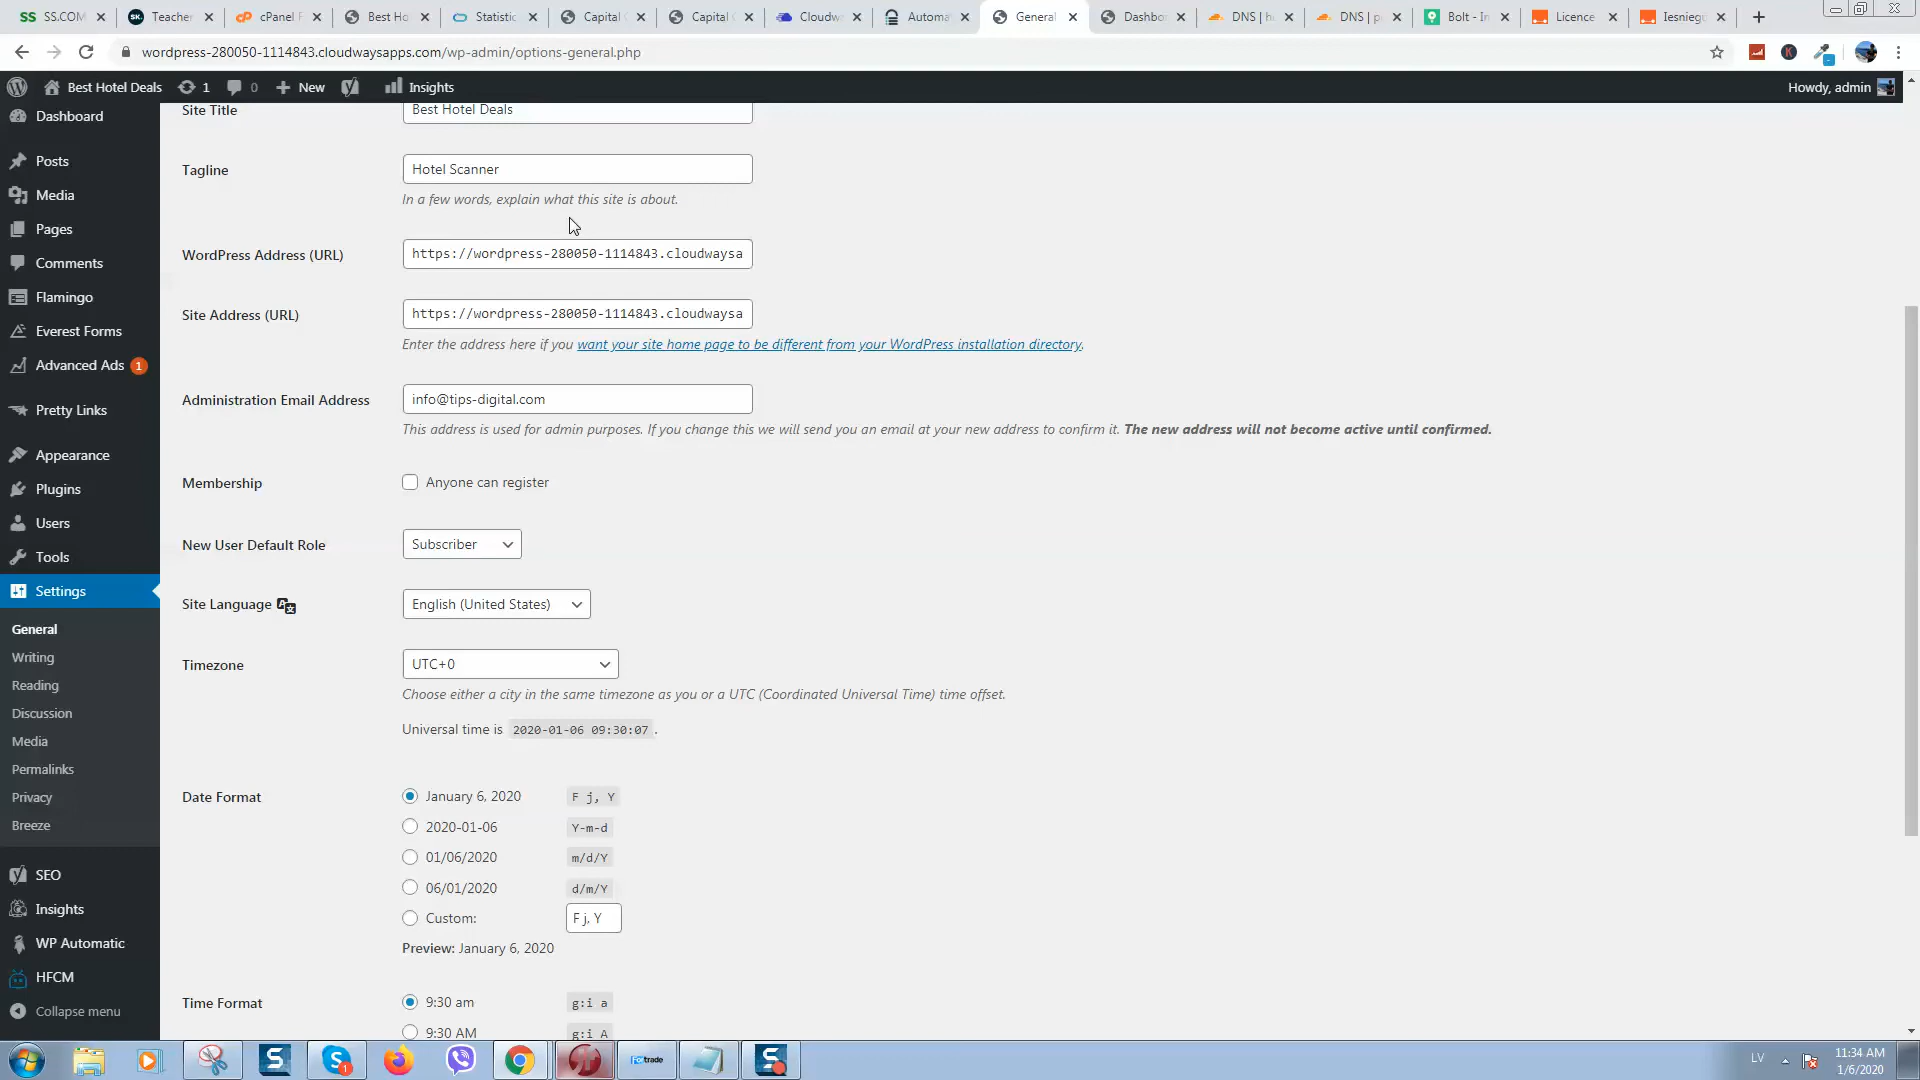 SS.COM
Teacher
cPanel F
Best Ho
Statistic
Capital
Capital
Cloudwa
Automa
General
Dashbo
DNS | h
DNS | p
Bolt - In
Licence
Iesnieg
wordpress-280050-1114843.cloudwaysapps.com/wp-admin/options-general.php
Best Hotel Deals 1 0 New Insights
Howdy, admin
Dashboard
Posts
Media
Pages
Comments
Flamingo
Everest Forms
Advanced Ads 1
Pretty Links
Appearance
Plugins
Users
Tools
Settings
General
Writing
Reading
Discussion
Media
Permalinks
Privacy
Breeze
SEO
Insights
WP Automatic
HFCM
Collapse menu
Site Title Best Hotel Deals
Tagline Hotel Scanner
In a few words, explain what this site is about.
WordPress Address (URL) https://wordpress-280050-1114843.cloudwaysa
Site Address (URL) https://wordpress-280050-1114843.cloudwaysa
Enter the address here if you want your site home page to be different from your WordPress installation directory.
Administration Email Address info@tips-digital.com
This address is used for admin purposes. If you change this we will send you an email at your new address to confirm it. The new address will not become active until confirmed.
Membership Anyone can register
New User Default Role Subscriber
Site Language English (United States)
Timezone UTC+0
Choose either a city in the same timezone as you or a UTC (Coordinated Universal Time) time offset.
Universal time is 2020-01-06 09:30:07 .
Date Format January 6, 2020 F j, Y
2020-01-06 Y-m-d
01/06/2020 m/d/Y
06/01/2020 d/m/Y
Custom: F j, Y
Preview: January 6, 2020
Time Format 9:30 am g:i a
9:30 AM g:i A
Fortrade
LV
11:34 AM
1/6/2020